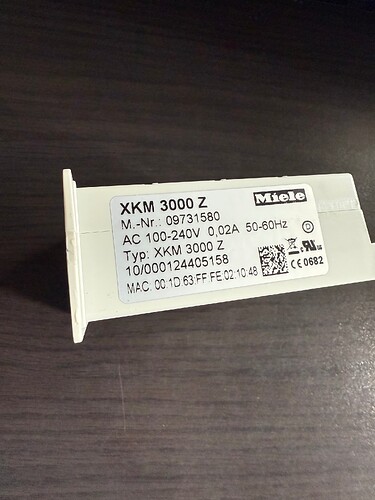 XKM 3000 Z
Miele
M.-Nr.: 09731580
AC 100-240V 0,02A 50-60Hz
Typ: XKM 3000 Z
10/000124405158
MAC: 00:1D:63:FF:FE:02:10:48
CE 0682